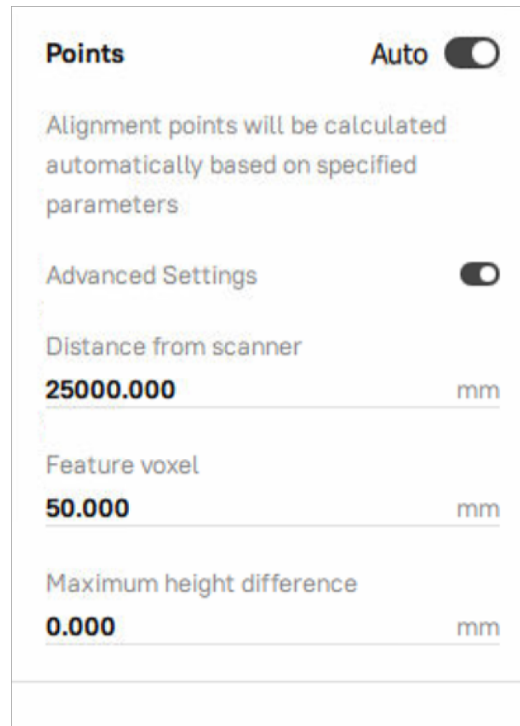 Points Auto
Alignment points will be calculated
automatically based on specified
parameters
Advanced Settings
Distance from scanner
25000.000 mm
Feature voxel
50.000 mm
Maximum height difference
0.000 mm